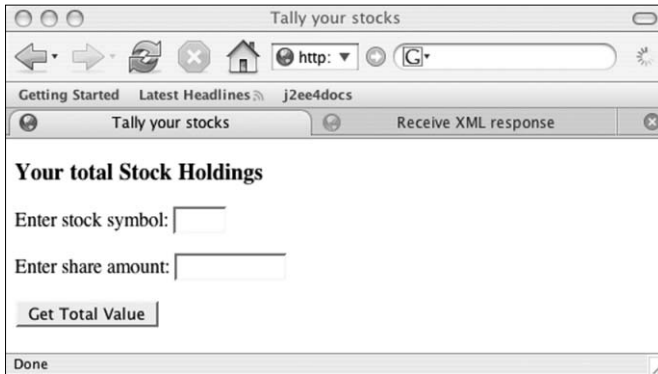 Tally your stocks
http:
G
Getting Started Latest Headlines j2ee4docs
Tally your stocks Receive XML response
Your total Stock Holdings
Enter stock symbol:
Enter share amount:
Get Total Value
Done